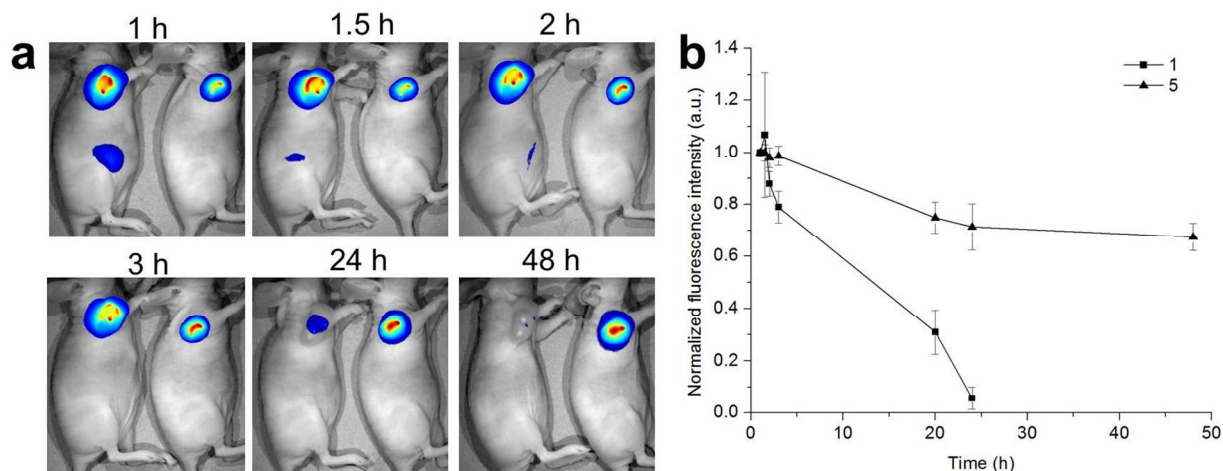 a
1 h
1.5 h
2 h
3 h
24 h
48 h
b
1
5
Normalized fluorescence intensity (a.u.)
1.4
1.2
1.0
0.8
0.6
0.4
0.2
0.0
0 10 20 30 40 50
Time (h)